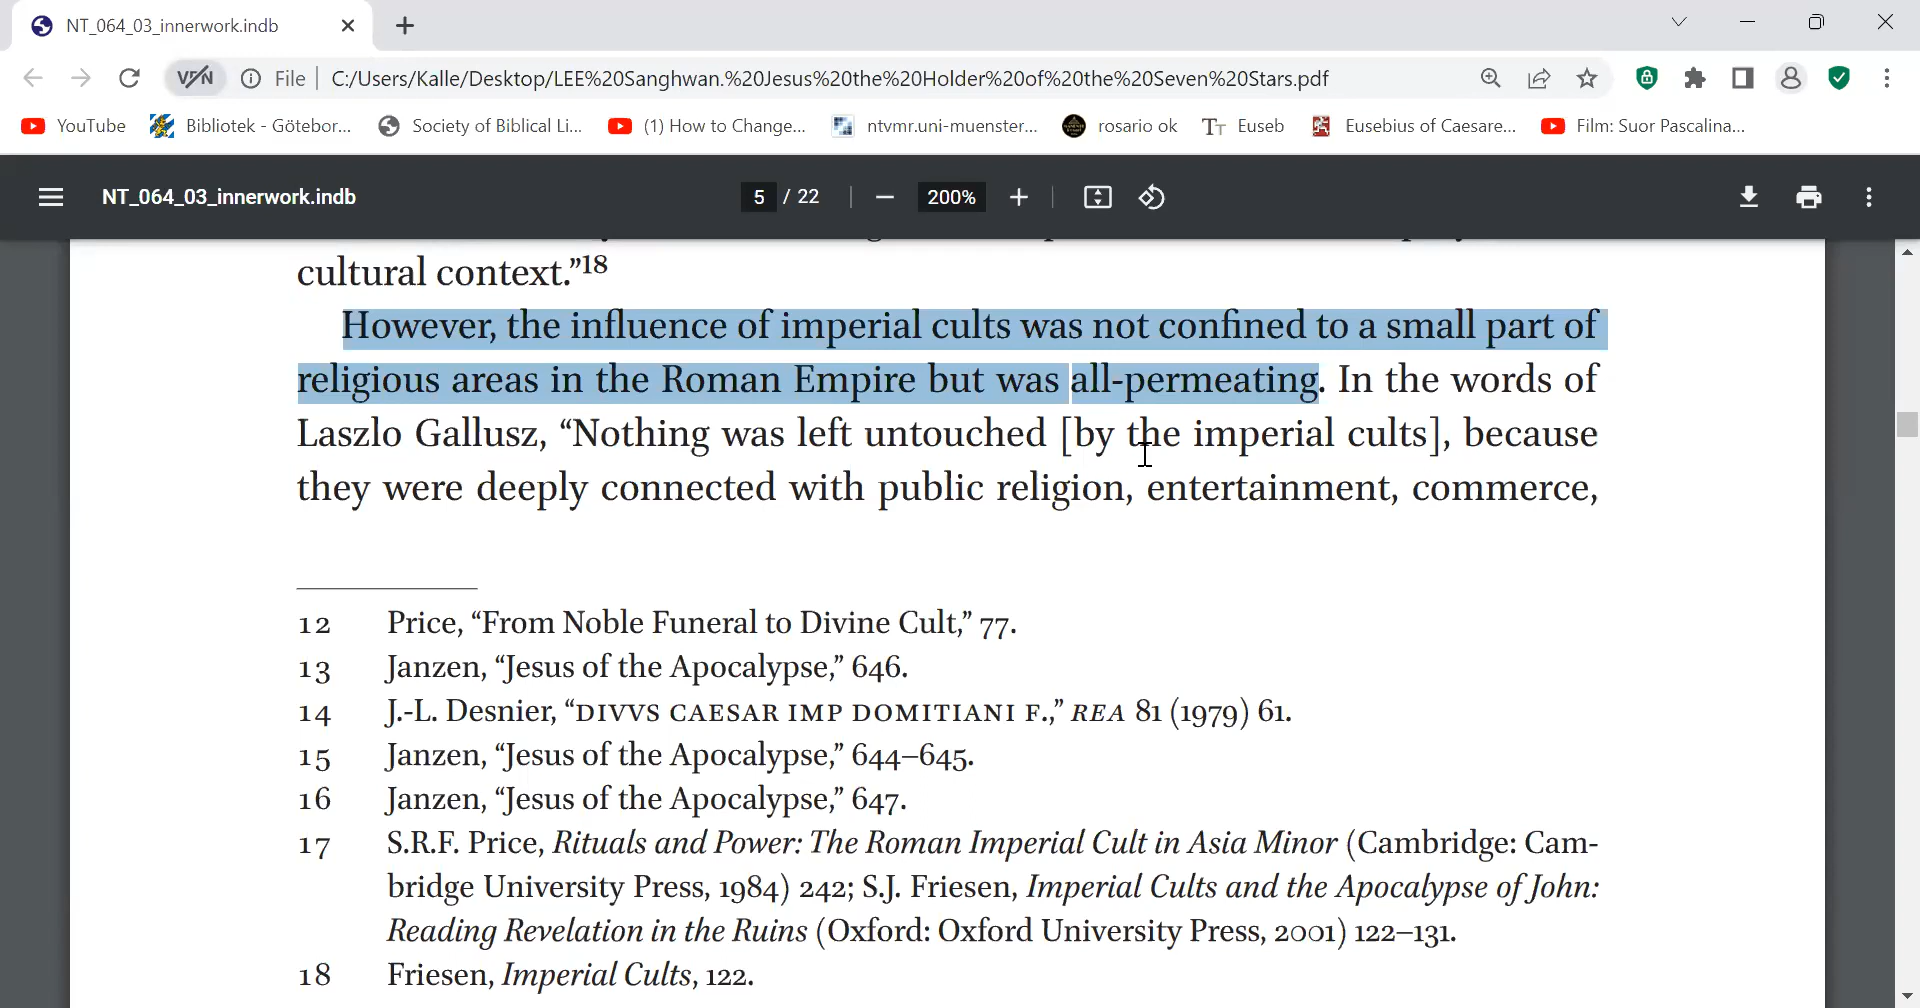 NT_064_03_innerwork.indb
VPN File C:/Users/Kalle/Desktop/LEE%20Sanghwan.%20Jesus%20the%20Holder%20of%20the%20Seven%20Stars.pdf
YouTube Bibliotek - Götebor... Society of Biblical Li... (1) How to Change... ntvmr.uni-muenster... rosario ok Euseb Eusebius of Caesare... Film: Suor Pascalina...
NT_064_03_innerwork.indb 5 / 22 200%
cultural context.”18
However, the influence of imperial cults was not confined to a small part of
religious areas in the Roman Empire but was all-permeating. In the words of
Laszlo Gallusz, “Nothing was left untouched [by the imperial cults], because
they were deeply connected with public religion, entertainment, commerce,
12 Price, “From Noble Funeral to Divine Cult,” 77.
13 Janzen, “Jesus of the Apocalypse,” 646.
14 J.-L. Desnier, “DIVVS CAESAR IMP DOMITIANI F.,” REA 81 (1979) 61.
15 Janzen, “Jesus of the Apocalypse,” 644–645.
16 Janzen, “Jesus of the Apocalypse,” 647.
17 S.R.F. Price, Rituals and Power: The Roman Imperial Cult in Asia Minor (Cambridge: Cam-
bridge University Press, 1984) 242; S.J. Friesen, Imperial Cults and the Apocalypse of John:
Reading Revelation in the Ruins (Oxford: Oxford University Press, 2001) 122–131.
18 Friesen, Imperial Cults, 122.